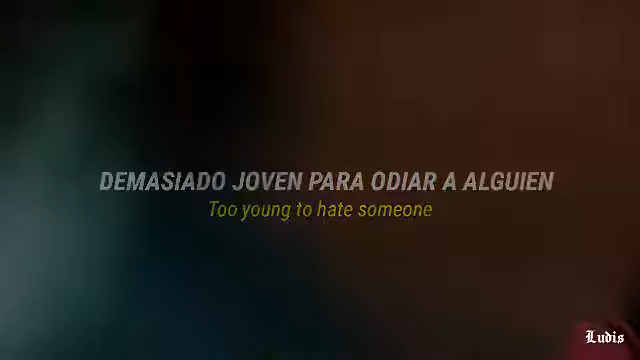 DEMASIADO JOVEN PARA ODIAR A ALGUIEN
Too young to hate someone
Ludis